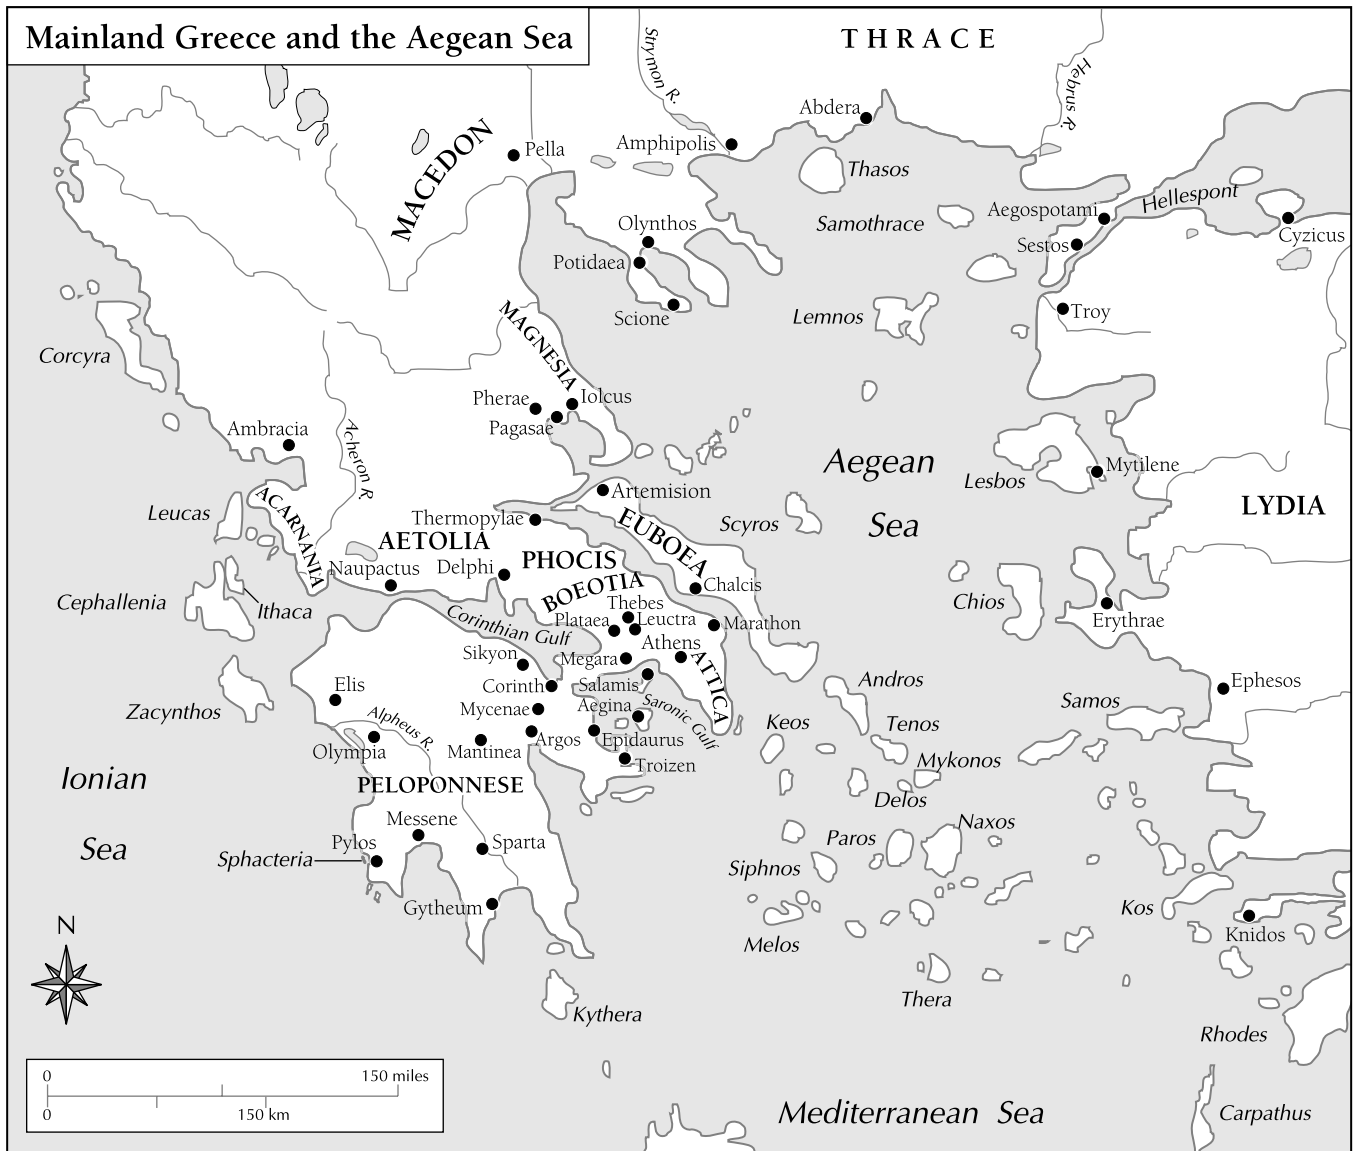 Mainland Greece and the Aegean Sea
THRACE
Strymon R.
Hebrus R.
Abdera
Amphipolis
Pella
MACEDON
Thasos
Hellespont
Aegospotami
Samothrace
Olynthos
Cyzicus
Sestos
Potidaea
Scione
Lemnos
Troy
MAGNESIA
Corcyra
Pherae
Iolcus
Pagasae
Ambracia
Acheron R.
Aegean
Sea
Mytilene
Lesbos
LYDIA
Artemision
Leucas
ACARNANIA
Thermopylae
EUBOEA
Scyros
AETOLIA
PHOCIS
Naupactus
Delphi
BOEOTIA
Chalcis
Cephallenia
Ithaca
Corinthian Gulf
Thebes
Plataea
Leuctra
Marathon
Chios
Erythrae
Athens
ATTICA
Sikyon
Megara
Elis
Corinth
Salamis
Andros
Ephesos
Zacynthos
Mycenae
Aegina
Saronic Gulf
Keos
Tenos
Samos
Alpheus R.
Olympia
Mantinea
Argos
Epidaurus
Troizen
Mykonos
Ionian
Sea
PELOPONNESE
Delos
Messene
Naxos
Pylos
Sparta
Paros
Sphacteria
Siphnos
Gytheum
Kos
Knidos
Melos
N
Thera
Kythera
Rhodes
0
150 miles
0
150 km
Mediterranean Sea
Carpathus